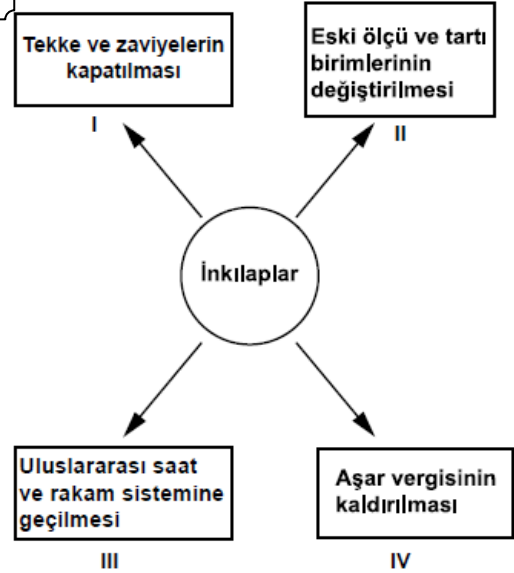 Tekke ve zaviyelerin
kapatılması
I
Eski ölçü ve tartı
birimlerinin
değiştirilmesi
II
İnkılaplar
Uluslararası saat
ve rakam sistemine
geçilmesi
III
Aşar vergisinin
kaldırılması
IV